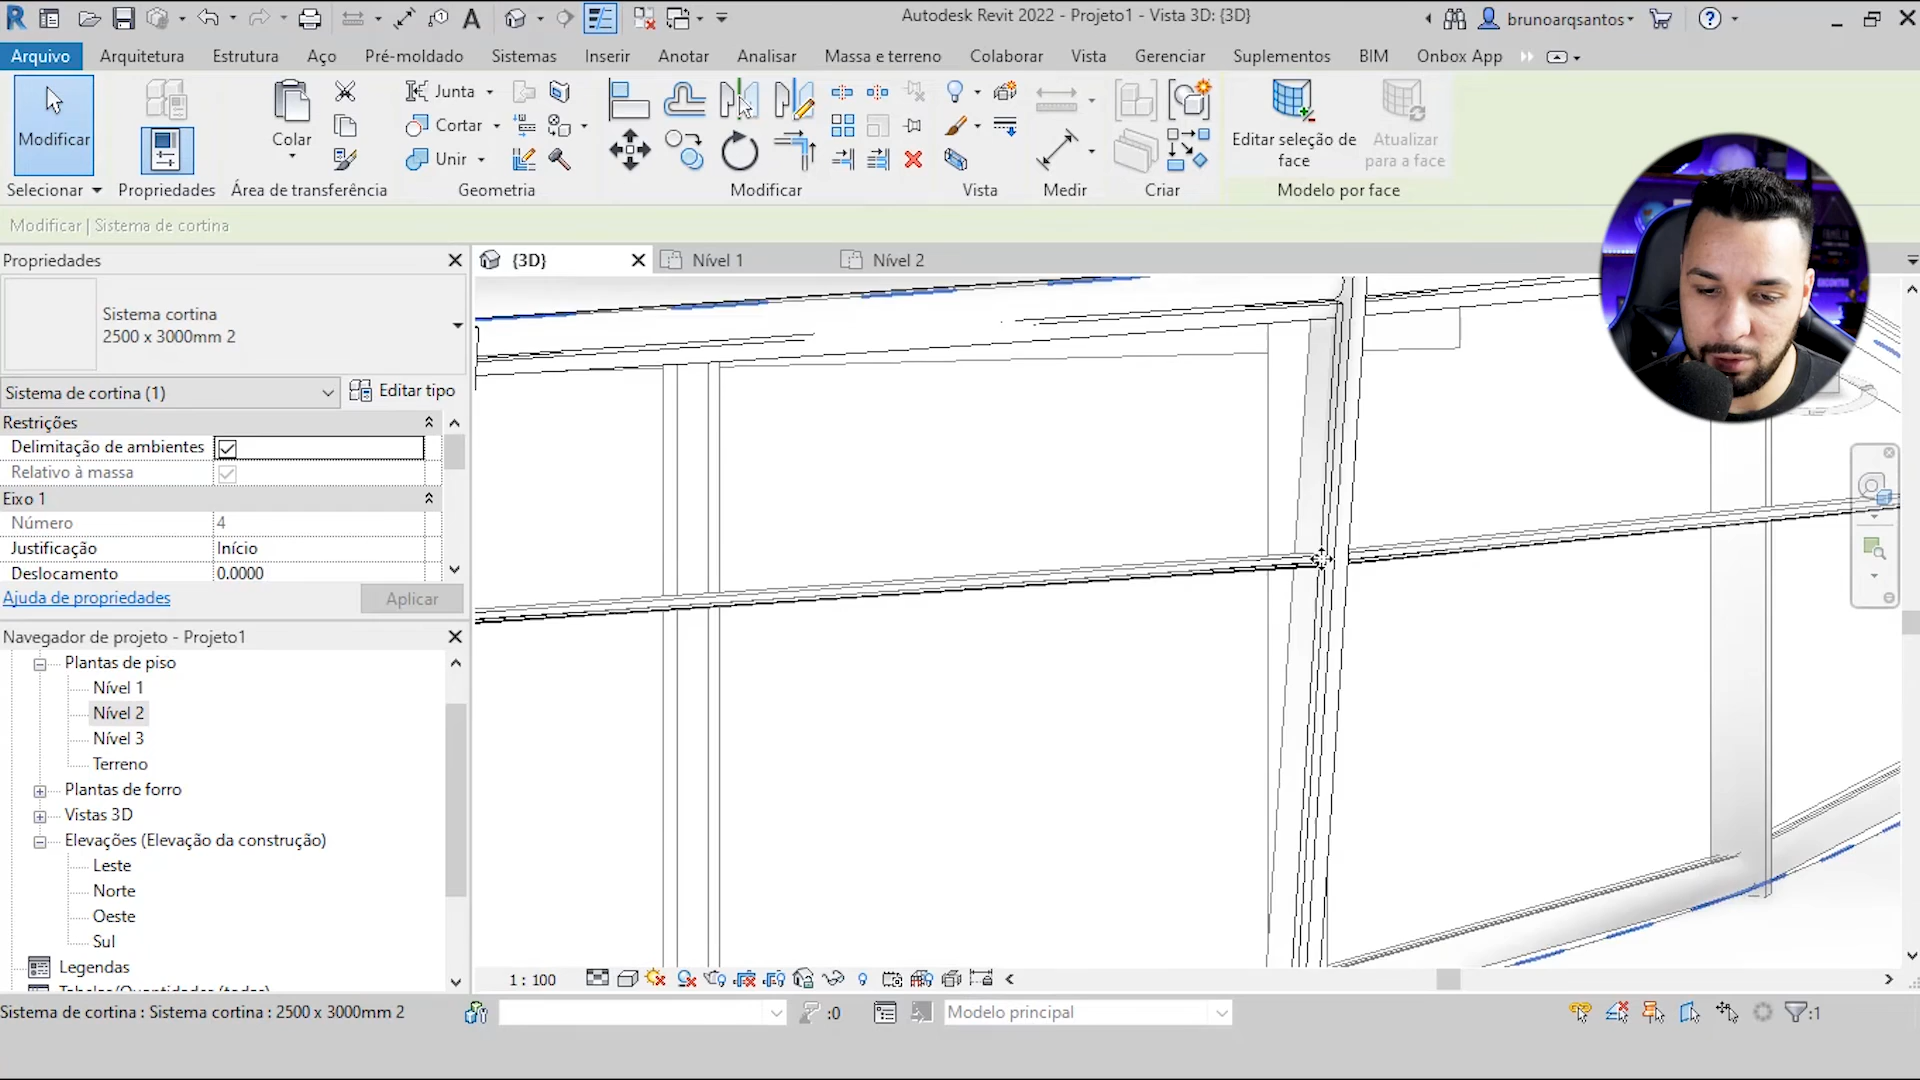 Autodesk Revit 2022 - Projeto1 - Vista 3D: {3D}
brunoarqsantos
Arquivo Arquitetura Estrutura Aço Pré-moldado Sistemas Inserir Anotar Analisar Massa e terreno Colaborar Vista Gerenciar Suplementos BIM Onbox App
Modificar
Colar
Junta
Cortar
Unir
Editar seleção de face
Atualizar para a face
Selecionar Propriedades Área de transferência Geometria Modificar Vista Medir Criar Modelo por face
Modificar | Sistema de cortina
Propriedades
{3D} Nível 1 Nível 2
Sistema cortina
2500 x 3000mm 2
Sistema de cortina (1) Editar tipo
Restrições
Delimitação de ambientes
Relativo à massa
Eixo 1
Número 4
Justificação Início
Deslocamento 0.0000
Ajuda de propriedades Aplicar
Navegador de projeto - Projeto1
Plantas de piso
Nível 1
Nível 2
Nível 3
Terreno
Plantas de forro
Vistas 3D
Elevações (Elevação da construção)
Leste
Norte
Oeste
Sul
Legendas
Tabelas/Quantidades (todas)
1 : 100
Sistema de cortina : Sistema cortina : 2500 x 3000mm 2
:0
Modelo principal
:1